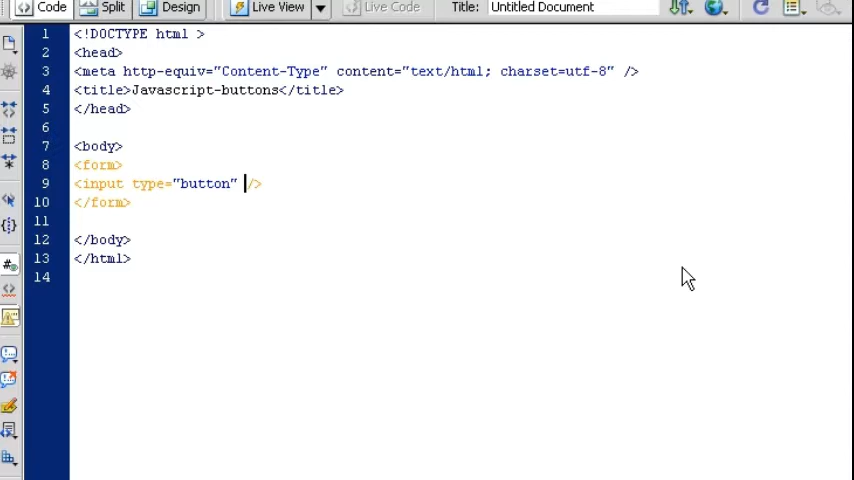 Code Split Design Live View Live Code Title: Untitled Document
1 <!DOCTYPE html >
2 <head>
3 <meta http-equiv="Content-Type" content="text/html; charset=utf-8" />
4 <title>Javascript-buttons</title>
5 </head>
6
7 <body>
8 <form>
9 <input type="button" />
10 </form>
11
12 </body>
13 </html>
14